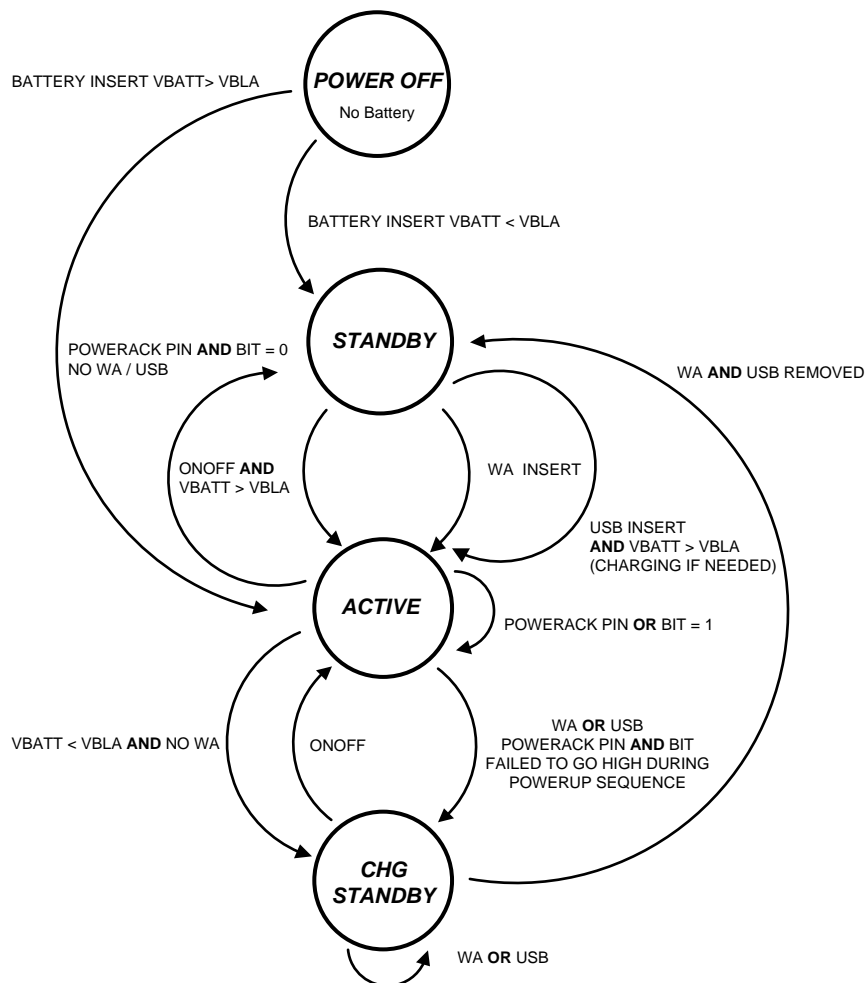 POWER OFF
No Battery
BATTERY INSERT VBATT> VBLA
BATTERY INSERT VBATT < VBLA
STANDBY
POWERACK PIN AND BIT = 0
NO WA / USB
WA AND USB REMOVED
ONOFF AND
VBATT > VBLA
WA INSERT
USB INSERT
AND VBATT > VBLA
(CHARGING IF NEEDED)
ACTIVE
POWERACK PIN OR BIT = 1
VBATT < VBLA AND NO WA
ONOFF
WA OR USB
POWERACK PIN AND BIT
FAILED TO GO HIGH DURING
POWERUP SEQUENCE
CHG
STANDBY
WA OR USB